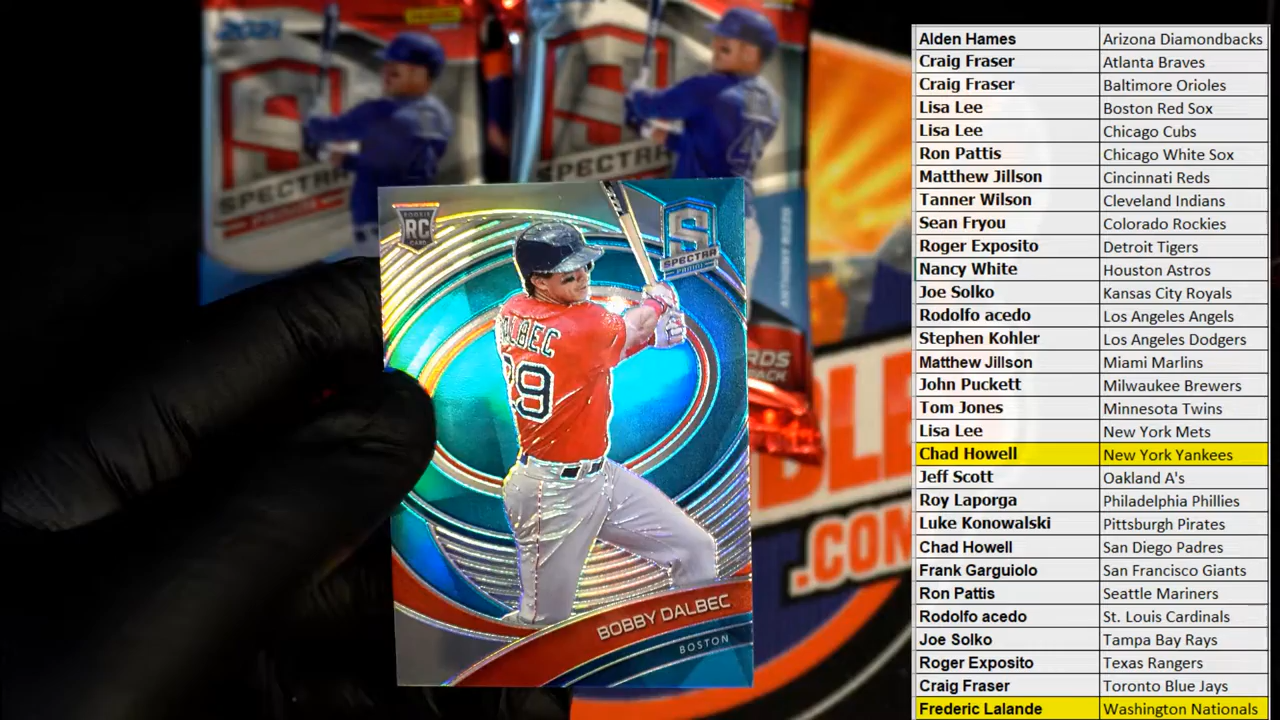 2021
PANINI
SPECTRA
SPECTRA
ANTHONY RIZZO
ROOKIE
RC
CARD
S
SPECTRA
PANINI
ALBEC
29
BOBBY DALBEC
BOSTON
BLE
.COM
Alden Hames Arizona Diamondbacks
Craig Fraser Atlanta Braves
Craig Fraser Baltimore Orioles
Lisa Lee Boston Red Sox
Lisa Lee Chicago Cubs
Ron Pattis Chicago White Sox
Matthew Jillson Cincinnati Reds
Tanner Wilson Cleveland Indians
Sean Fryou Colorado Rockies
Roger Exposito Detroit Tigers
Nancy White Houston Astros
Joe Solko Kansas City Royals
Rodolfo acedo Los Angeles Angels
Stephen Kohler Los Angeles Dodgers
Matthew Jillson Miami Marlins
John Puckett Milwaukee Brewers
Tom Jones Minnesota Twins
Lisa Lee New York Mets
Chad Howell New York Yankees
Jeff Scott Oakland A's
Roy Laporga Philadelphia Phillies
Luke Konowalski Pittsburgh Pirates
Chad Howell San Diego Padres
Frank Garguiolo San Francisco Giants
Ron Pattis Seattle Mariners
Rodolfo acedo St. Louis Cardinals
Joe Solko Tampa Bay Rays
Roger Exposito Texas Rangers
Craig Fraser Toronto Blue Jays
Frederic Lalande Washington Nationals